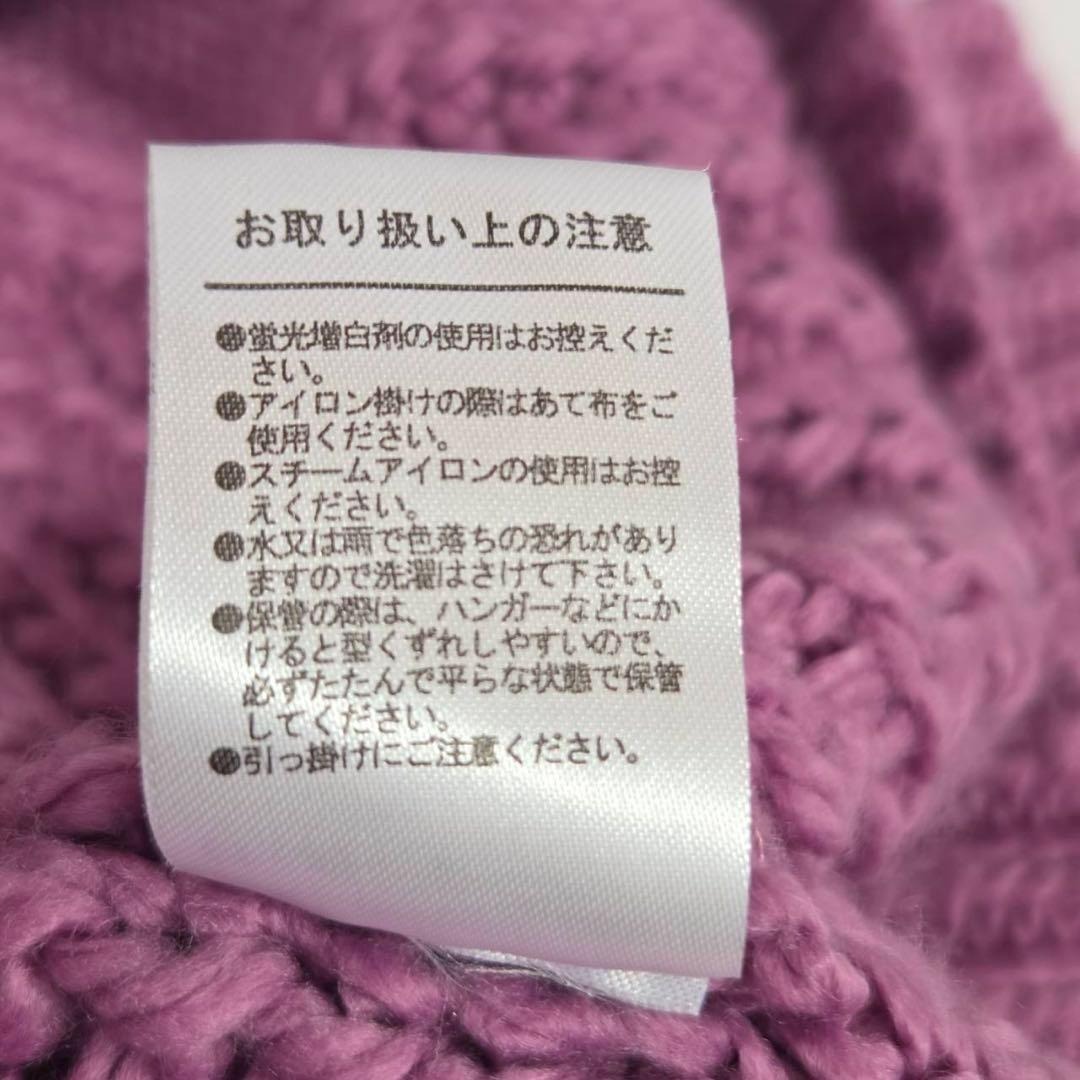 お取り扱い上の注意
●蛍光増白剤の使用はお控えくだ
さい。
●アイロン掛けの際はあて布をご
使用ください。
●スチームアイロンの使用はお控
えください。
●水又は雨で色落ちの恐れがあり
ますので洗濯はさけて下さい。
●保管の際は、ハンガーなどにか
けると型くずれしやすいので、
必ずたたんで平らな状態で保管
してください。
●引っ掛けにご注意ください。